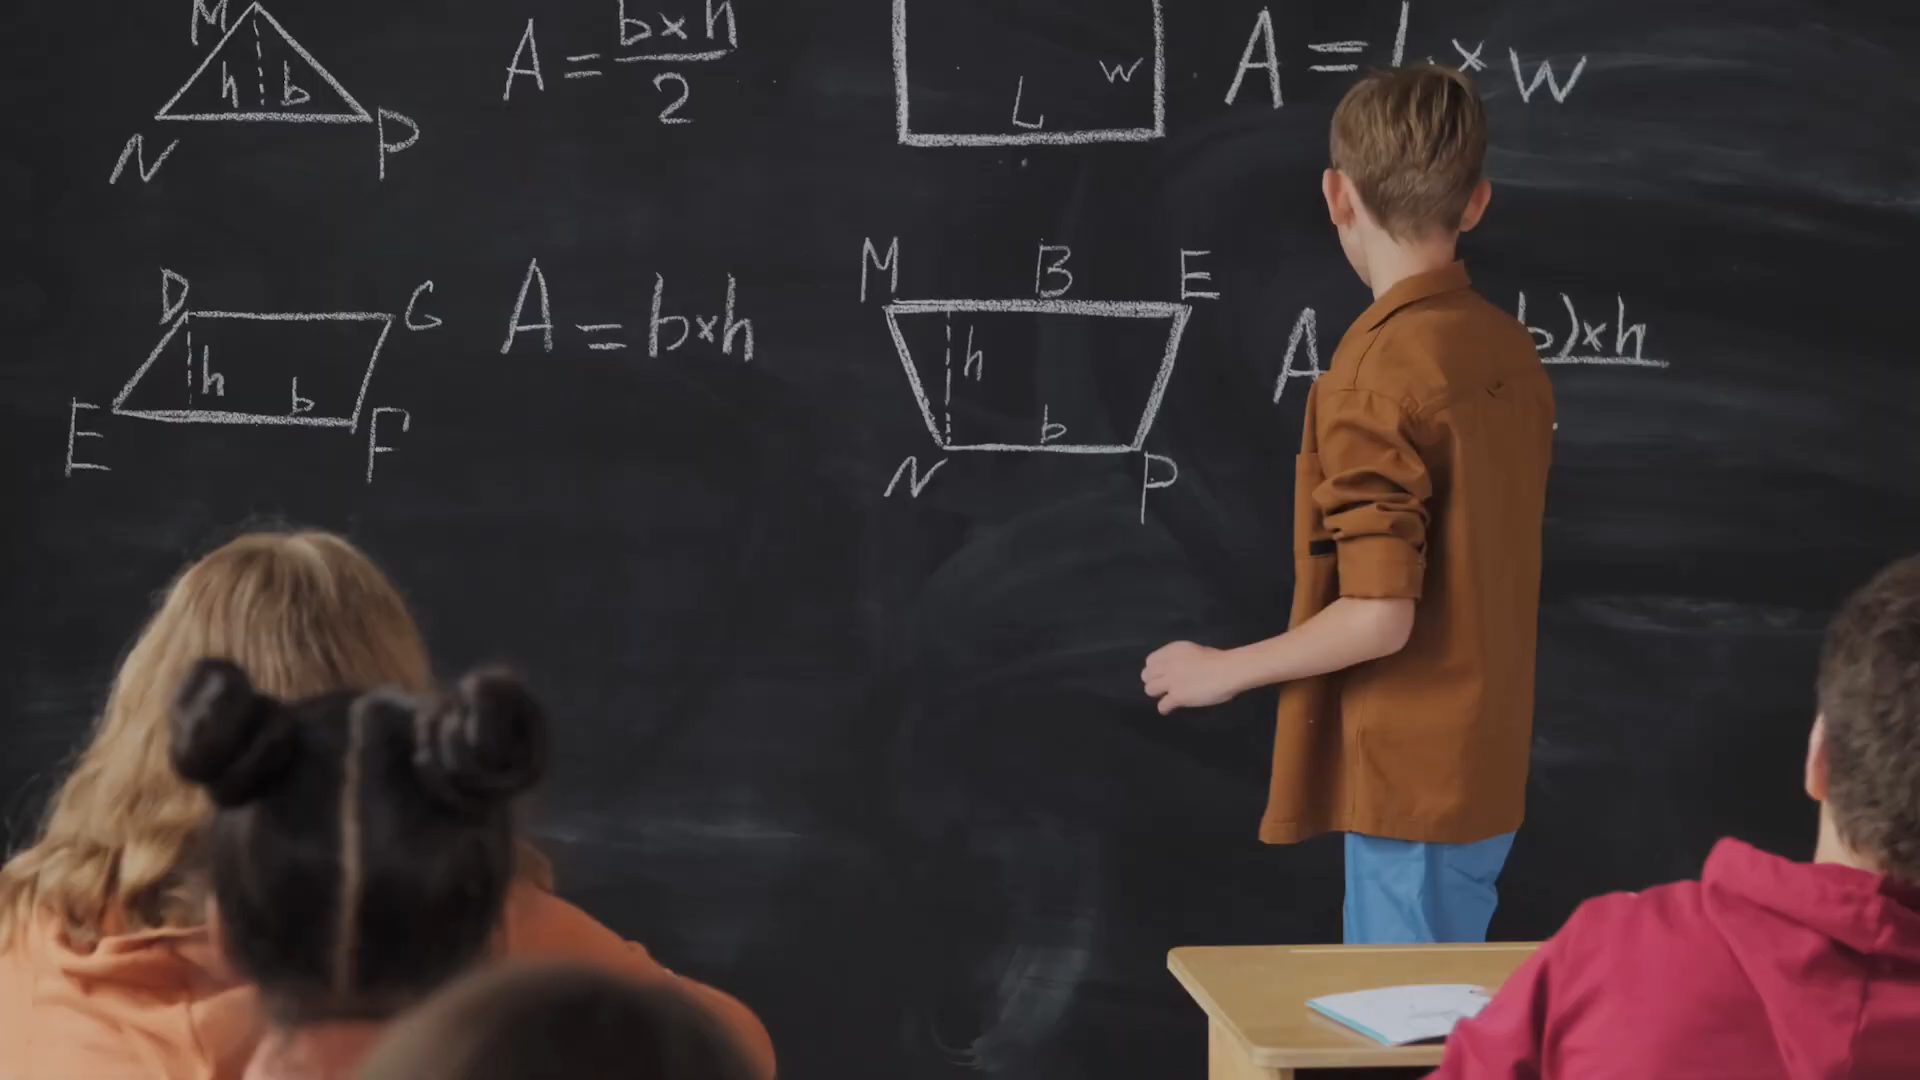 M
h b
N P
A = b×h
2
L w
A = L × w
D G
h b
E F
A = b×h
M B E
h
b
N P
A b)×h